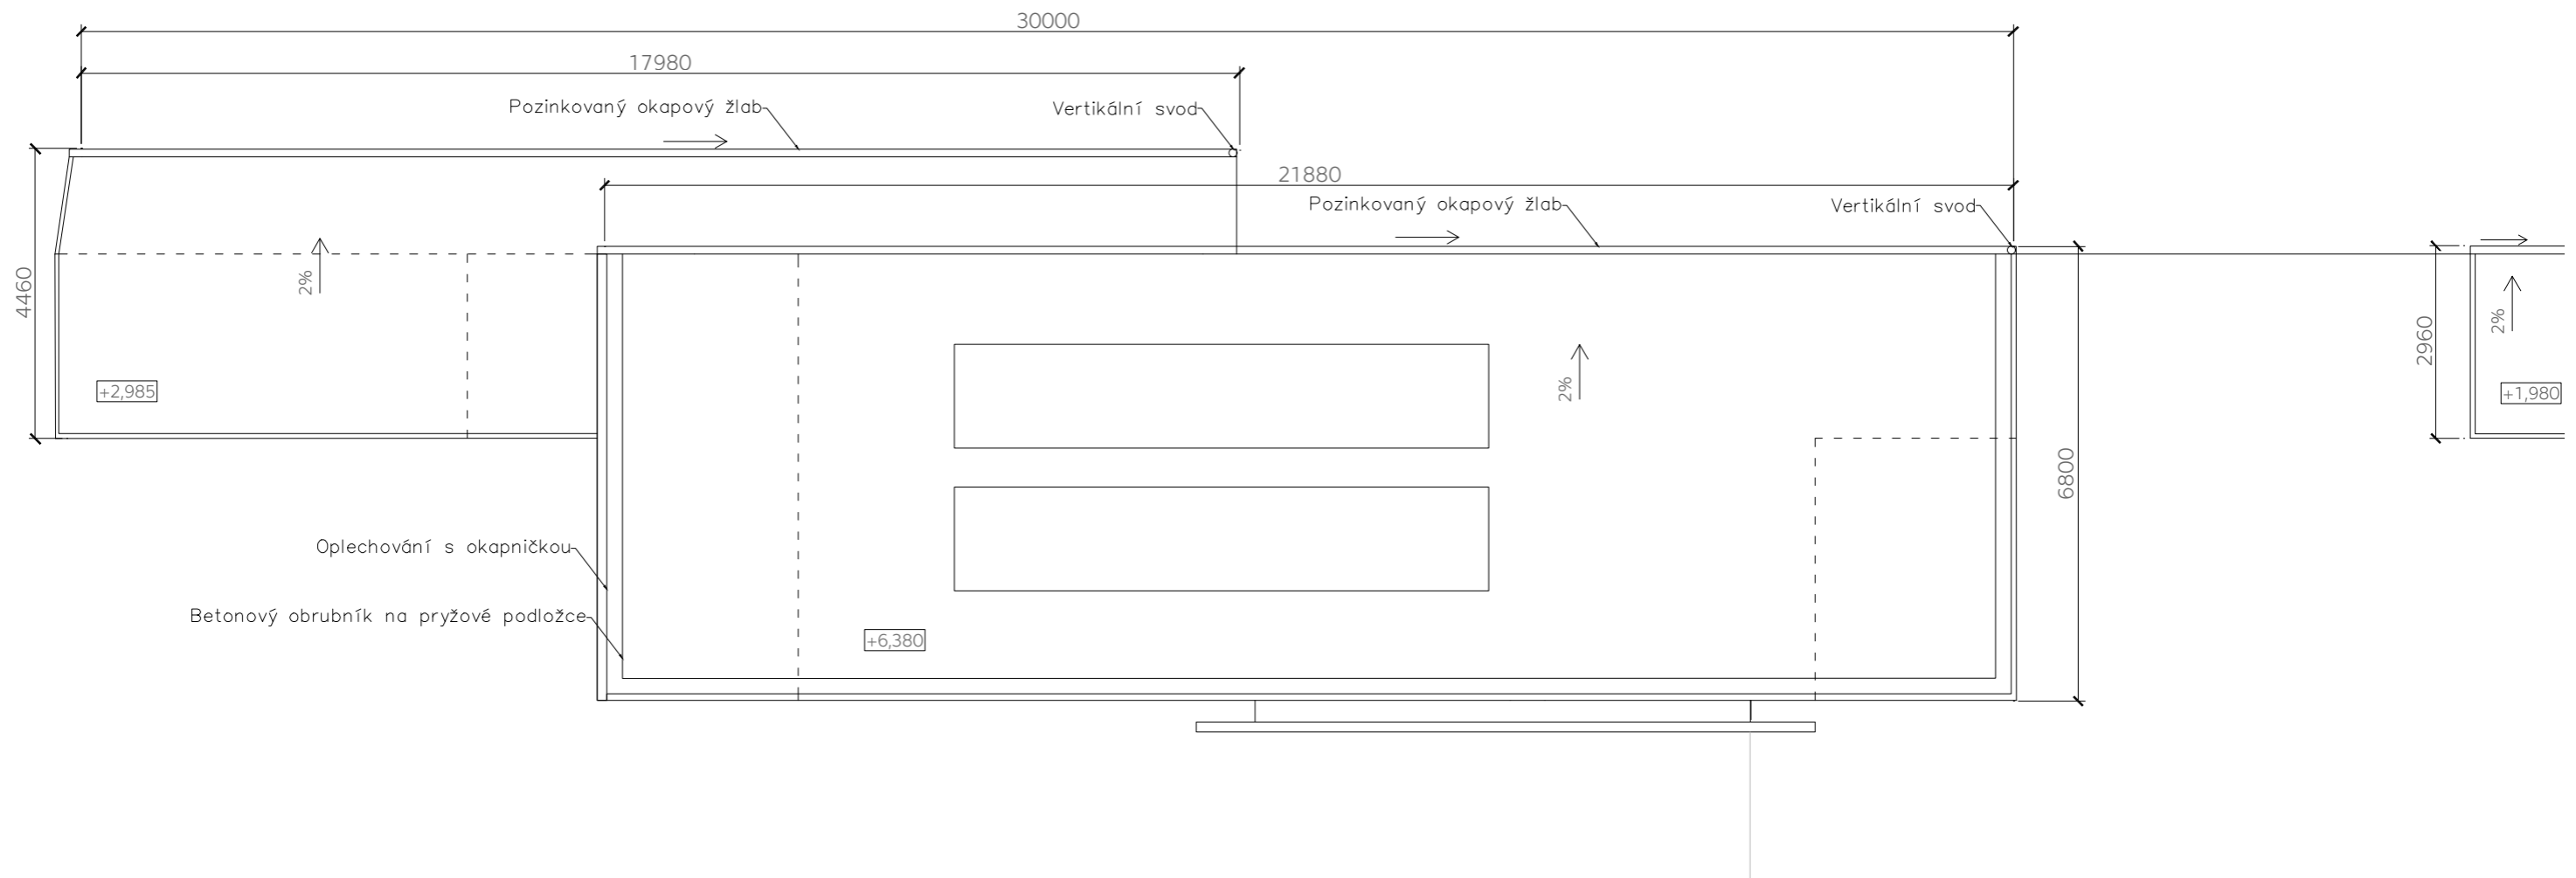 30000
17980
Pozinkovaný okapový žlab
Vertikální svod
21880
Pozinkovaný okapový žlab
Vertikální svod
4460
2%
+2,985
2%
2960
2%
+1,980
6800
Oplechování s okapničkou
Betonový obrubník na pryžové podložce
+6,380